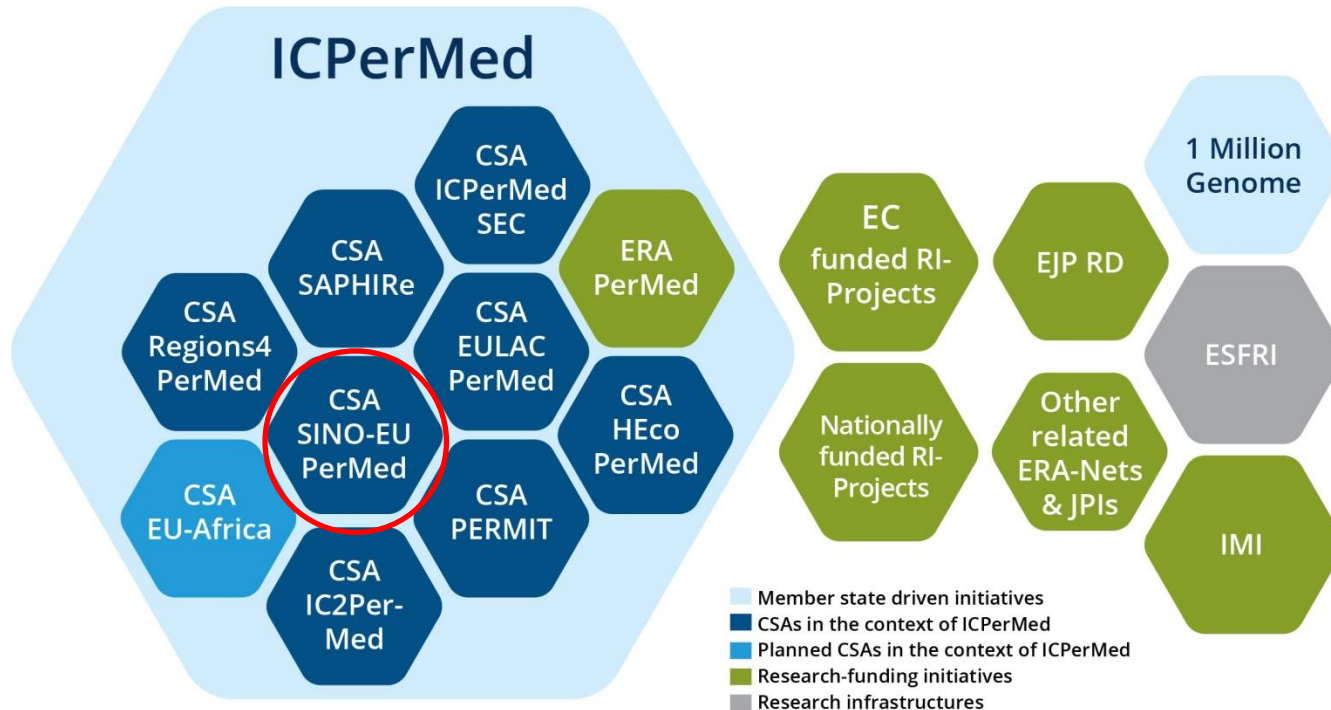 ICPerMed
CSA
ICPerMed
SEC
CSA
SAPHIRe
ERA
PerMed
CSA
Regions4
PerMed
CSA
EULAC
PerMed
CSA
SINO-EU
PerMed
CSA
HEco
PerMed
CSA
EU-Africa
CSA
PERMIT
CSA
IC2Per-
Med
EC
funded RI-
Projects
EJP RD
1 Million
Genome
ESFRI
Nationally
funded RI-
Projects
Other
related
ERA-Nets
& JPIs
IMI
Member state driven initiatives
CSAs in the context of ICPerMed
Planned CSAs in the context of ICPerMed
Research-funding initiatives
Research infrastructures